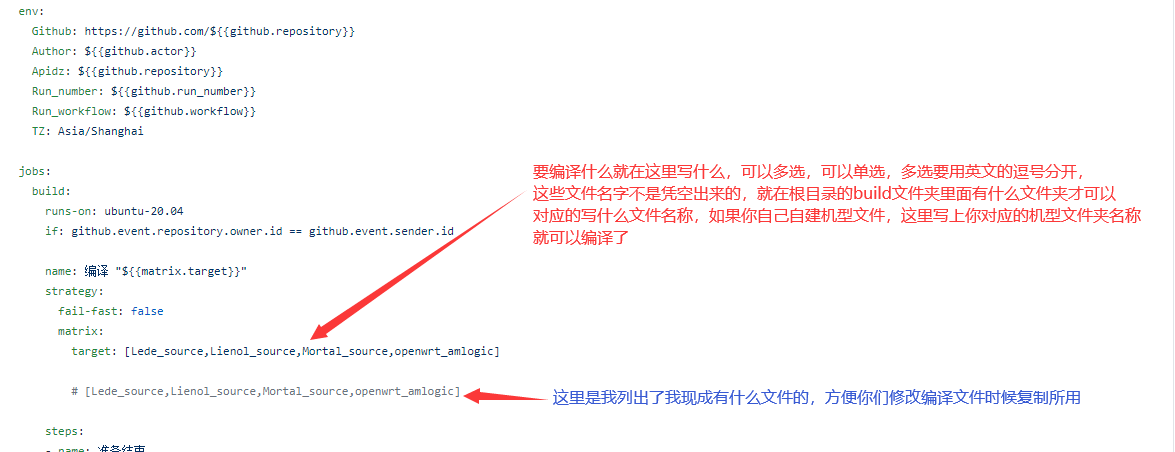 env:
Github: https://github.com/${{github.repository}}
Author: ${{github.actor}}
Apidz: ${{github.repository}}
Run_number: ${{github.run_number}}
Run_workflow: ${{github.workflow}}
TZ: Asia/Shanghai
jobs:
build:
runs-on: ubuntu-20.04
if: github.event.repository.owner.id == github.event.sender.id
要编译什么就在这里写什么，可以多选，可以单选，多选要用英文的逗号分开，
这些文件名字不是凭空出来的，就在根目录的build文件夹里面有什么文件夹才可以
对应的写什么文件名称，如果你自己自建机型文件，这里写上你对应的机型文件夹名称
就可以编译了
name: 编译 "${{matrix.target}}"
strategy:
fail-fast: false
matrix:
target: [Lede_source,Lienol_source,Mortal_source,openwrt_amlogic]
# [Lede_source,Lienol_source,Mortal_source,openwrt_amlogic]
这里是我列出了我现成有什么文件的，方便你们修改编译文件时候复制所用
steps:
- name: 准备结束